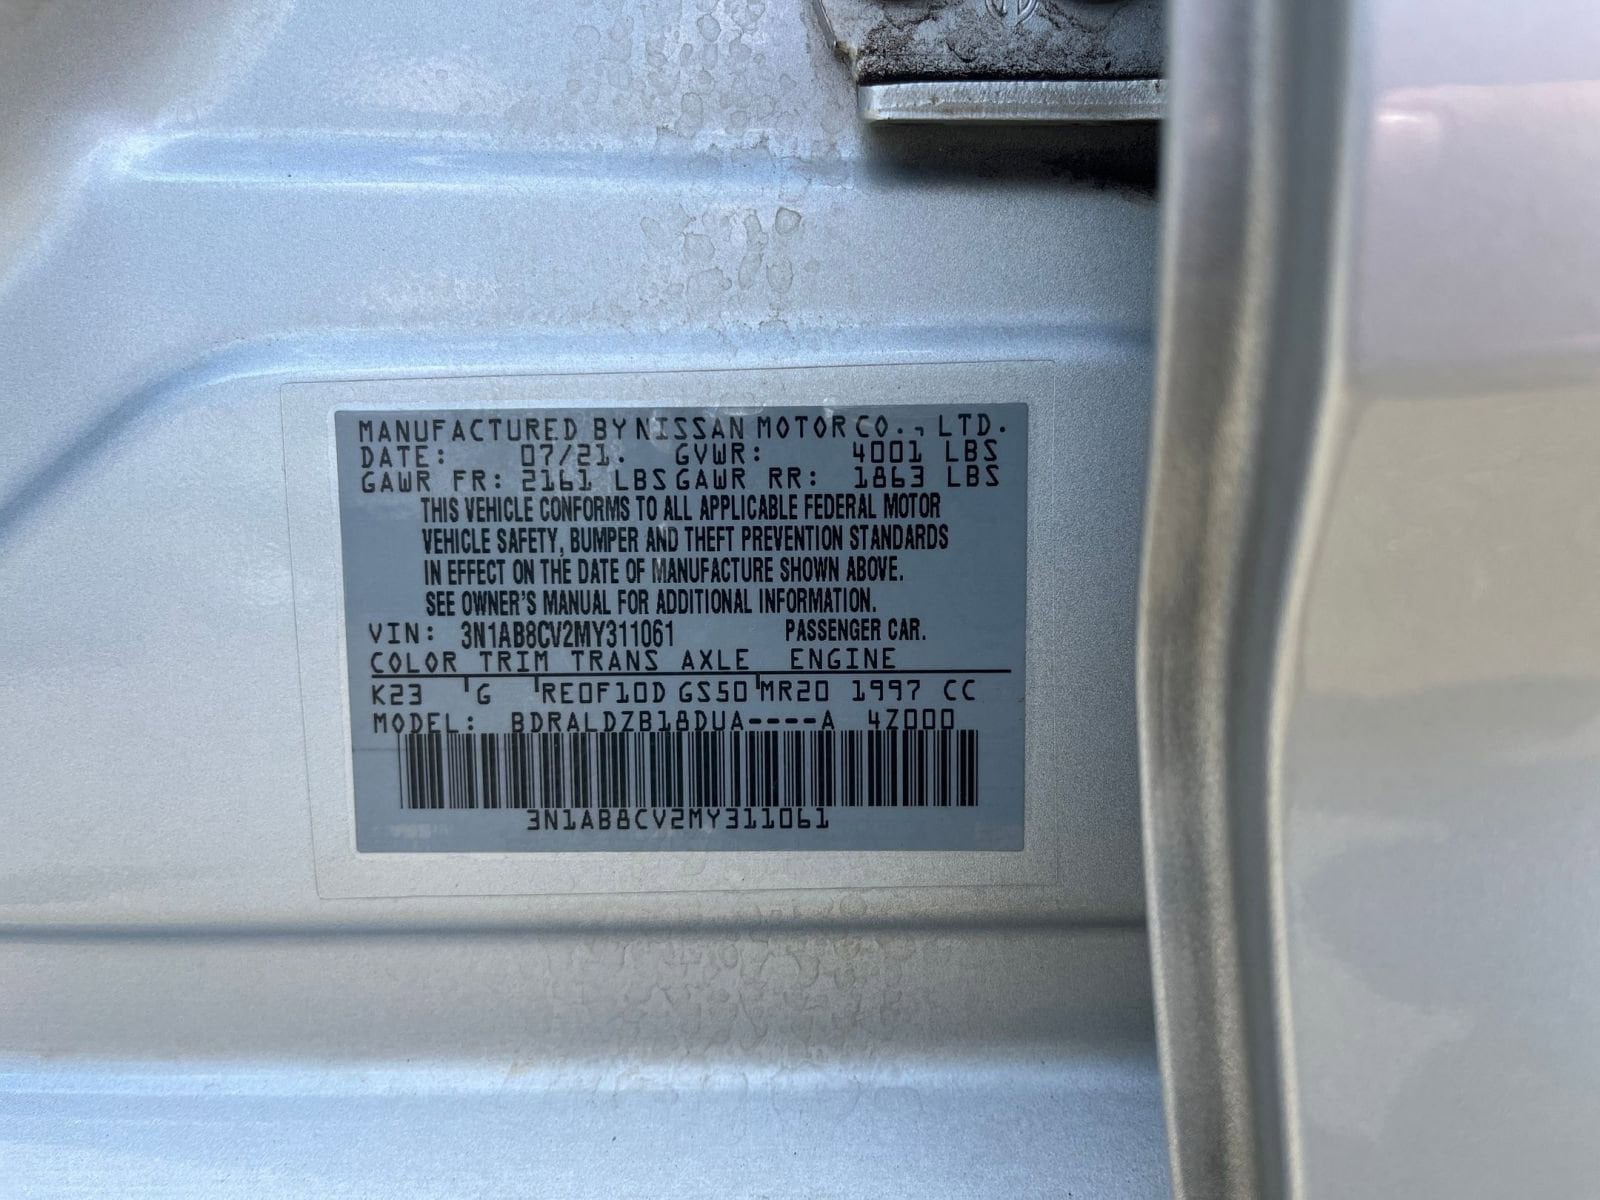 MANUFACTURED BY NISSAN MOTOR CO., LTD.
DATE: 07/21. GVWR: 4001 LBS
GAWR FR: 2161 LBS GAWR RR: 1863 LBS
THIS VEHICLE CONFORMS TO ALL APPLICABLE FEDERAL MOTOR
VEHICLE SAFETY, BUMPER AND THEFT PREVENTION STANDARDS
IN EFFECT ON THE DATE OF MANUFACTURE SHOWN ABOVE.
SEE OWNER'S MANUAL FOR ADDITIONAL INFORMATION.
VIN: 3N1AB8CV2MY311061 PASSENGER CAR.
COLOR TRIM TRANS AXLE ENGINE
K23 G RE0F10D GS50 MR20 1997 CC
MODEL: BDRALDZB18DUA----A 4Z000
3N1AB8CV2MY311061